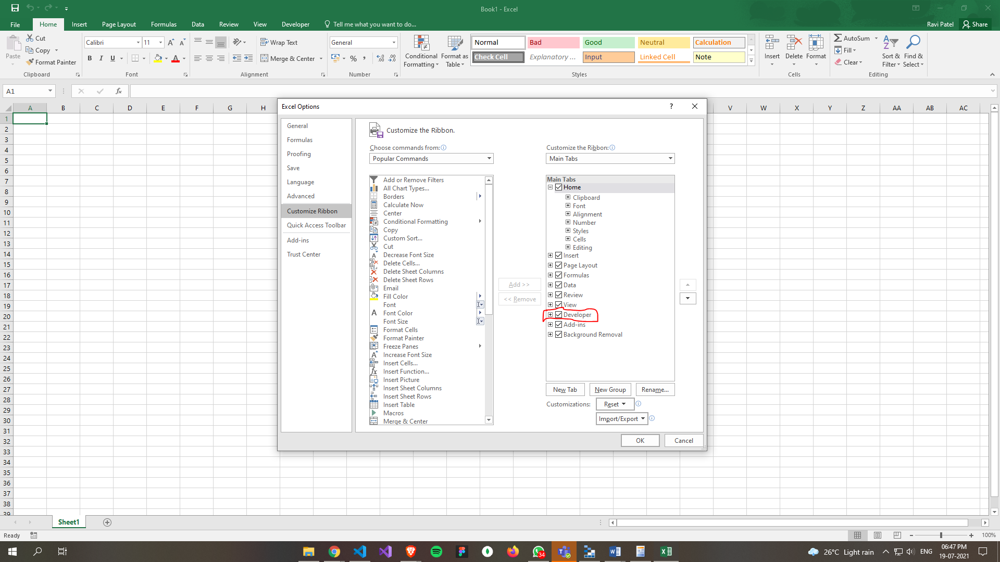 Book1 - Excel
File Home Insert Page Layout Formulas Data Review View Developer Tell me what you want to do... Ravi Patel Share
Cut
Copy
Format Painter
Paste
Clipboard
Calibri 11
B I U
Font
Wrap Text
Merge & Center
Alignment
General
Number
Conditional Formatting
Format as Table
Normal Bad Good Neutral Calculation
Check Cell Explanatory ... Input Linked Cell Note
Styles
Insert Delete Format
Cells
AutoSum
Fill
Clear
Sort & Filter
Find & Select
Editing
A1
fx
A B C D E F G H V W X Y Z AA AB AC
1
2
3
4
5
6
7
8
9
10
11
12
13
14
15
16
17
18
19
20
21
22
23
24
25
26
27
28
29
30
31
32
33
34
35
36
37
38
39
Excel Options
General
Formulas
Proofing
Save
Language
Advanced
Customize Ribbon
Quick Access Toolbar
Add-ins
Trust Center
Customize the Ribbon.
Choose commands from:
Popular Commands
Add or Remove Filters
All Chart Types...
Borders
Calculate Now
Center
Conditional Formatting
Copy
Custom Sort...
Cut
Decrease Font Size
Delete Cells...
Delete Sheet Columns
Delete Sheet Rows
Email
Fill Color
Font
Font Color
Font Size
Format Cells
Format Painter
Freeze Panes
Increase Font Size
Insert Cells...
Insert Function...
Insert Picture
Insert Sheet Columns
Insert Sheet Rows
Insert Table
Macros
Merge & Center
Add >>
<< Remove
Customize the Ribbon:
Main Tabs
Main Tabs
Home
Clipboard
Font
Alignment
Number
Styles
Cells
Editing
Insert
Page Layout
Formulas
Data
Review
View
Developer
Add-ins
Background Removal
New Tab New Group Rename...
Customizations: Reset
Import/Export
OK Cancel
Sheet1
Ready
100%
34
26°C Light rain
ENG
06:47 PM
19-07-2021